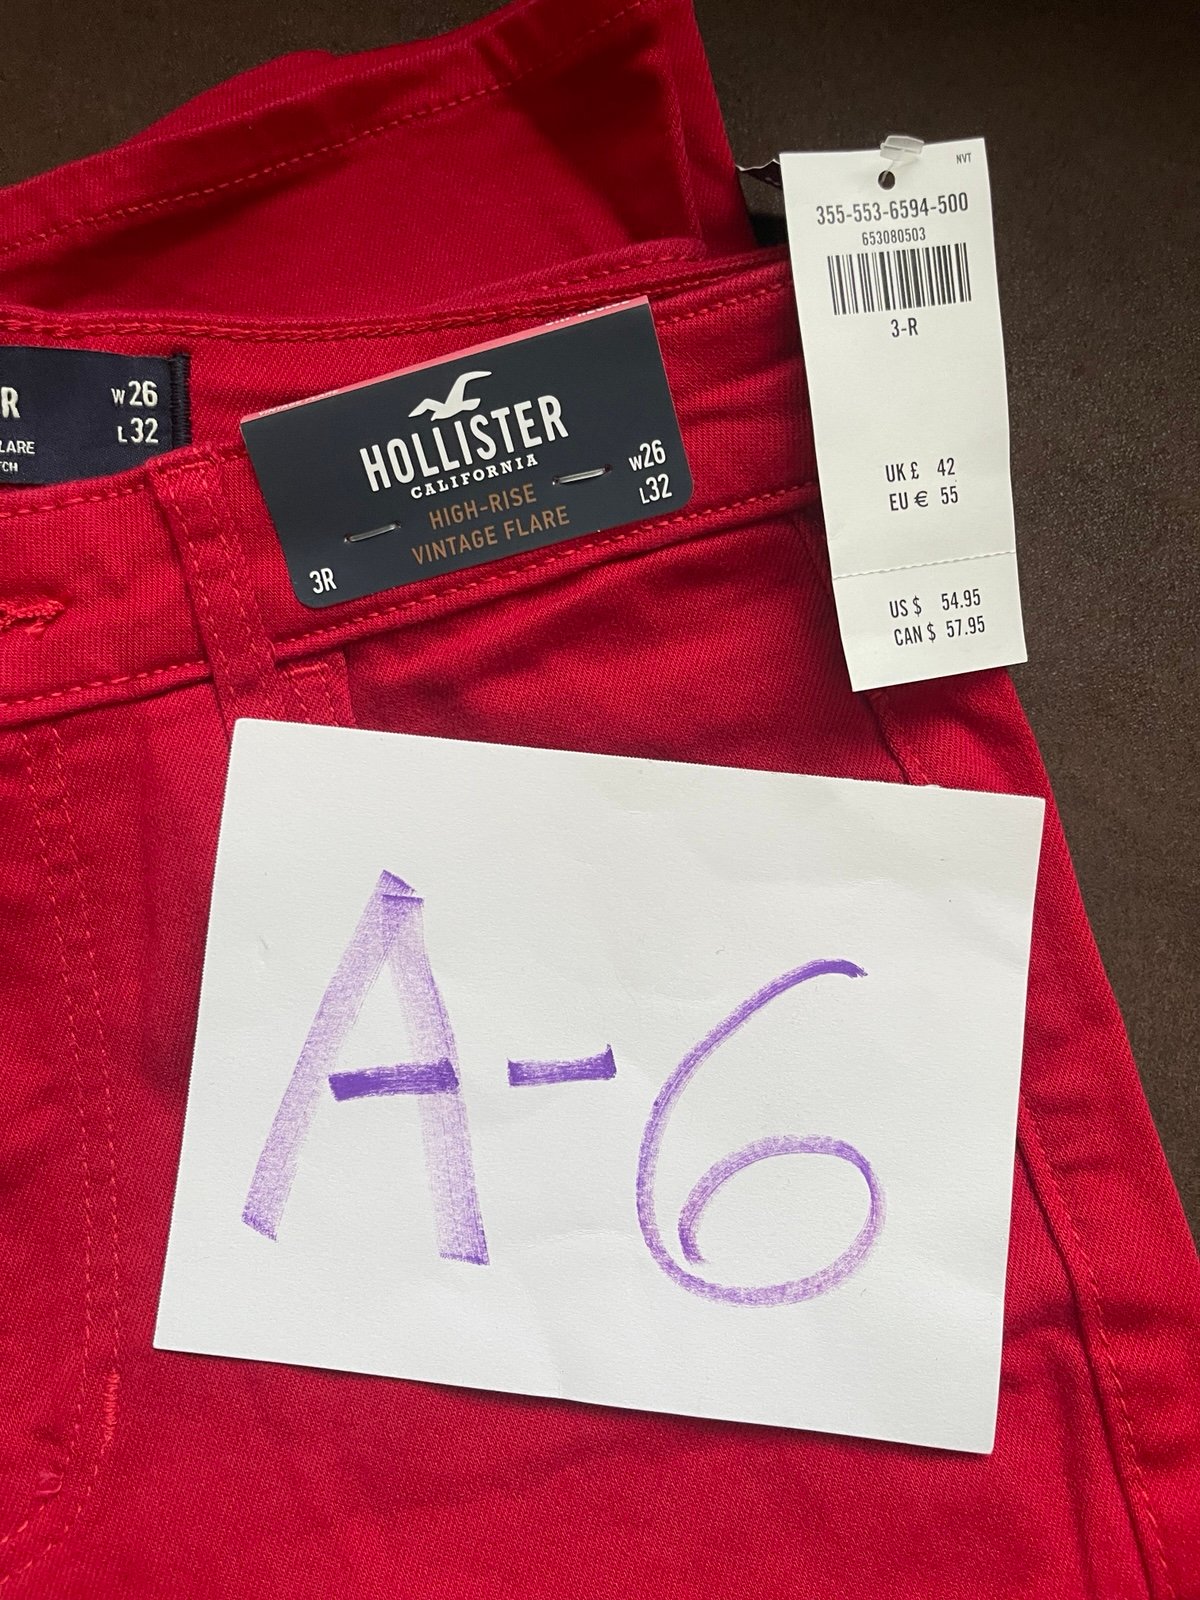 NVT
355-553-6594-500
653080503
3-R
UK £ 42
EU € 55
US $ 54.95
CAN $ 57.95
R
W26
L32
LARE
TCH
HOLLISTER
CALIFORNIA
HIGH-RISE
VINTAGE FLARE
W26
L32
3R
A-6